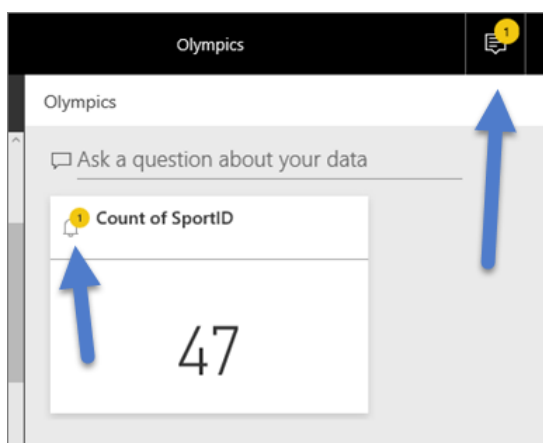 Olympics
1
Olympics
Ask a question about your data
1
Count of SportID
47